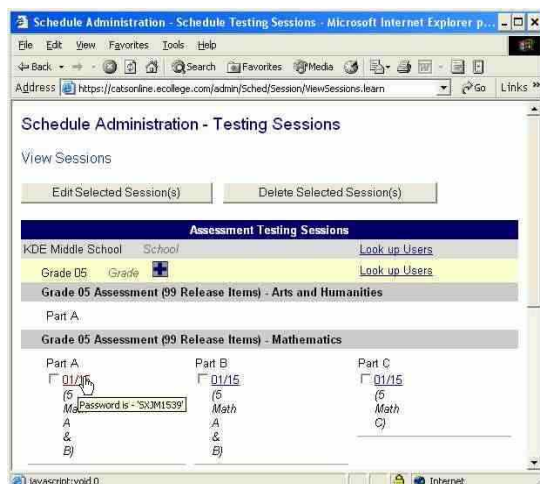 Schedule Administration - Schedule Testing Sessions - Microsoft Internet Explorer p...
File Edit View Favorites Tools Help
Back Search Favorites Media
Address https://catsonline.ecollege.com/admin/Sched/Session/ViewSessions.learn Go Links »
Schedule Administration - Testing Sessions
View Sessions
Edit Selected Session(s) Delete Selected Session(s)
Assessment Testing Sessions
KDE Middle School School Look up Users
Grade 05 Grade Look up Users
Grade 05 Assessment (99 Release Items) - Arts and Humanities
Part A
Grade 05 Assessment (99 Release Items) - Mathematics
Part A Part B Part C
01/15 01/15 01/15
(5 (5 (5
Math Math
Password is - 'SXJM1539'
A A C)
& &
B) B)
javascript:void 0 Internet